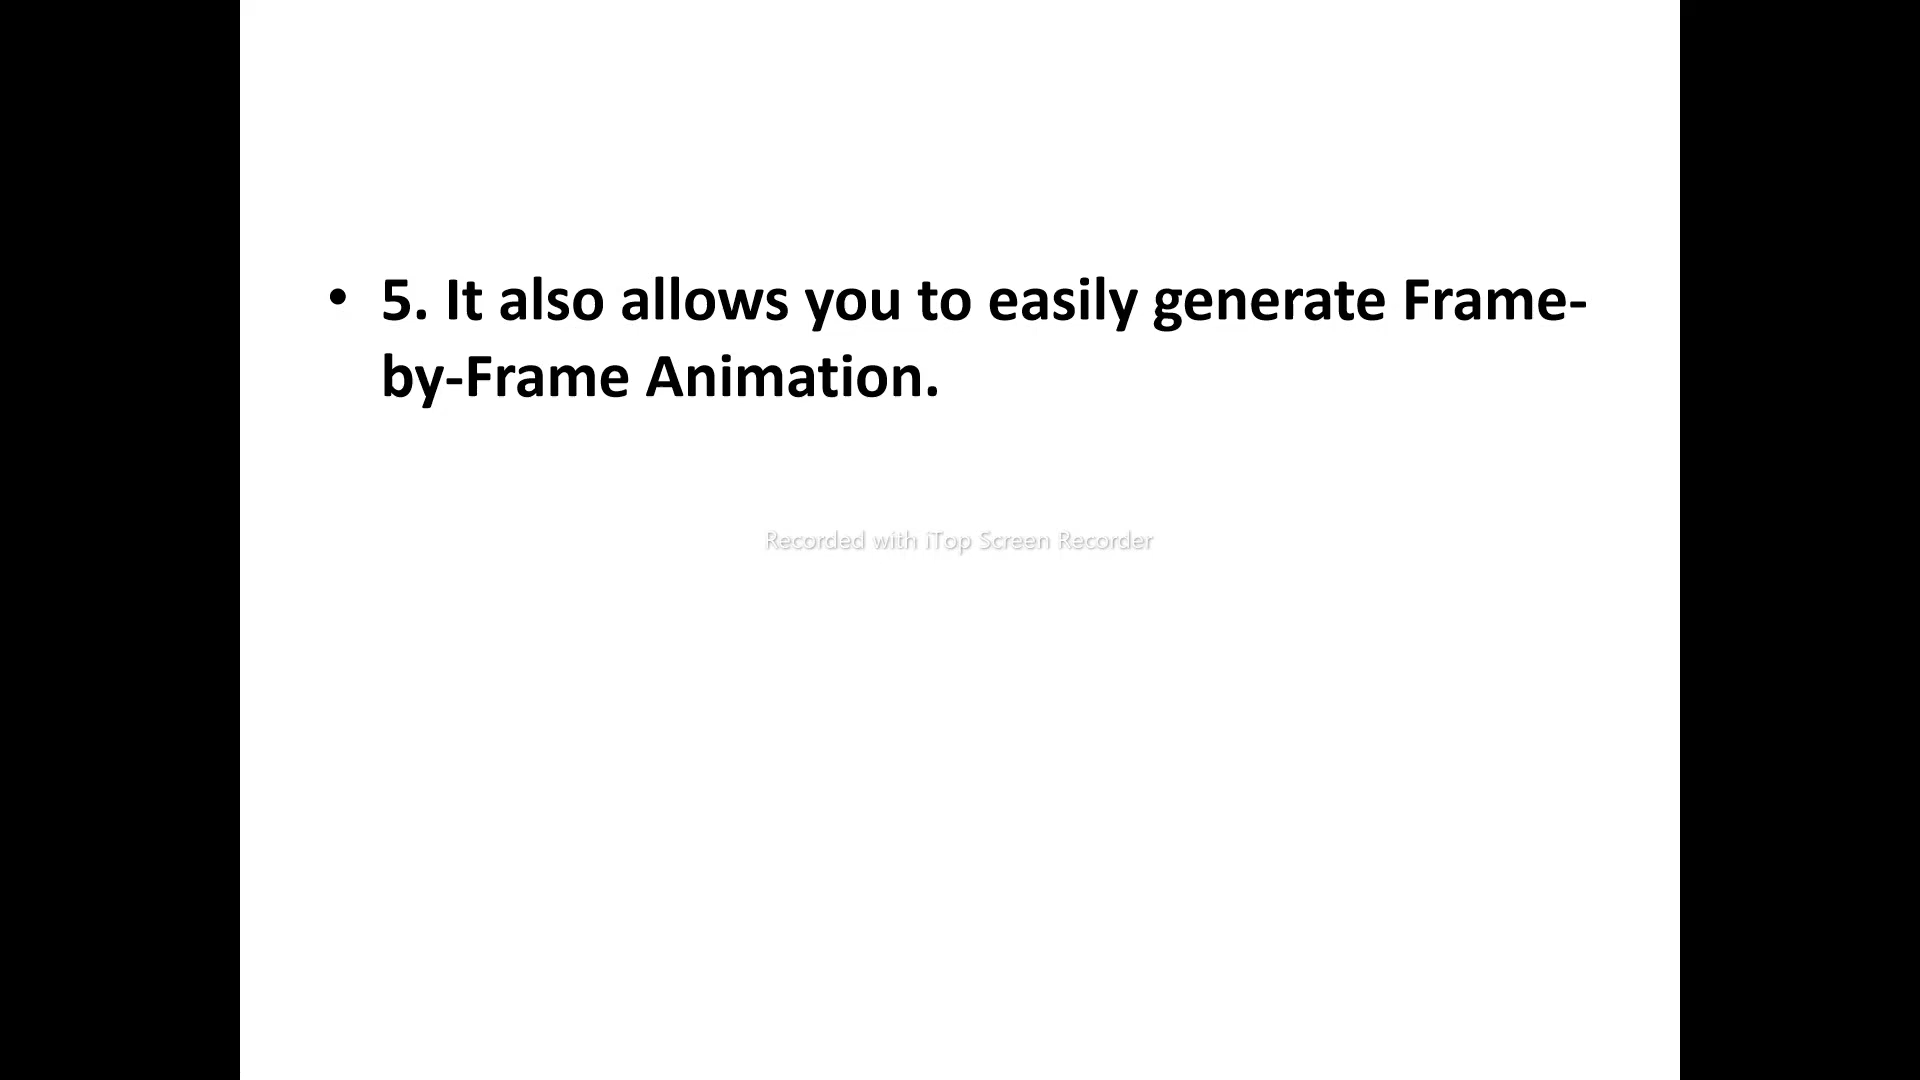 • 5. It also allows you to easily generate Frame-
by-Frame Animation.
Recorded with iTop Screen Recorder